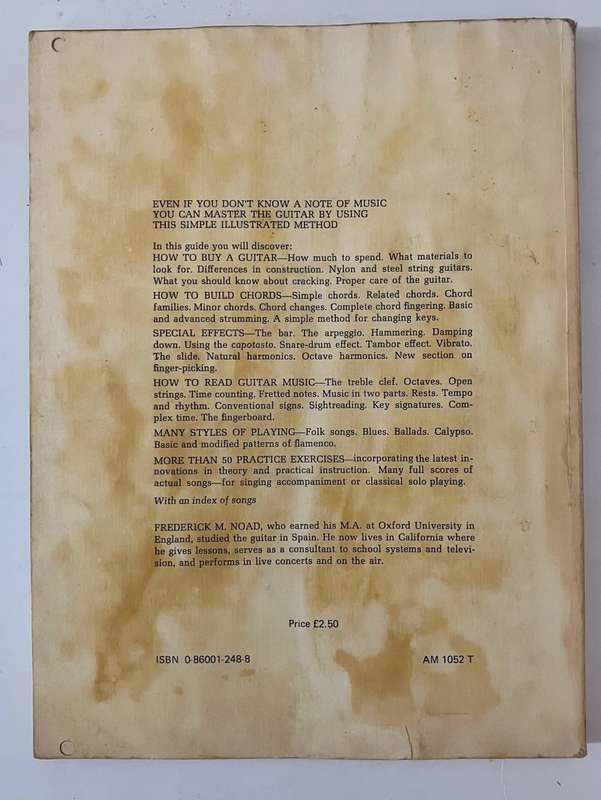 EVEN IF YOU DON'T KNOW A NOTE OF MUSIC
YOU CAN MASTER THE GUITAR BY USING
THIS SIMPLE ILLUSTRATED METHOD
In this guide you will discover:
HOW TO BUY A GUITAR—How much to spend. What materials to
look for. Differences in construction. Nylon and steel string guitars.
What you should know about cracking. Proper care of the guitar.
HOW TO BUILD CHORDS—Simple chords. Related chords. Chord
families. Minor chords. Chord changes. Complete chord fingering. Basic
and advanced strumming. A simple method for changing keys.
SPECIAL EFFECTS—The bar. The arpeggio. Hammering. Damping
down. Using the capotasto. Snare-drum effect. Tambor effect. Vibrato.
The slide. Natural harmonics. Octave harmonics. New section on
finger-picking.
HOW TO READ GUITAR MUSIC—The treble clef. Octaves. Open
strings. Time counting. Fretted notes. Music in two parts. Rests. Tempo
and rhythm. Conventional signs. Sightreading. Key signatures. Com-
plex time. The fingerboard.
MANY STYLES OF PLAYING—Folk songs. Blues. Ballads. Calypso.
Basic and modified patterns of flamenco.
MORE THAN 50 PRACTICE EXERCISES—incorporating the latest in-
novations in theory and practical instruction. Many full scores of
actual songs—for singing accompaniment or classical solo playing.
With an index of songs
FREDERICK M. NOAD, who earned his M.A. at Oxford University in
England, studied the guitar in Spain. He now lives in California where
he gives lessons, serves as a consultant to school systems and televi-
sion, and performs in live concerts and on the air.
Price £2.50
ISBN 0-86001-248-8 AM 1052 T